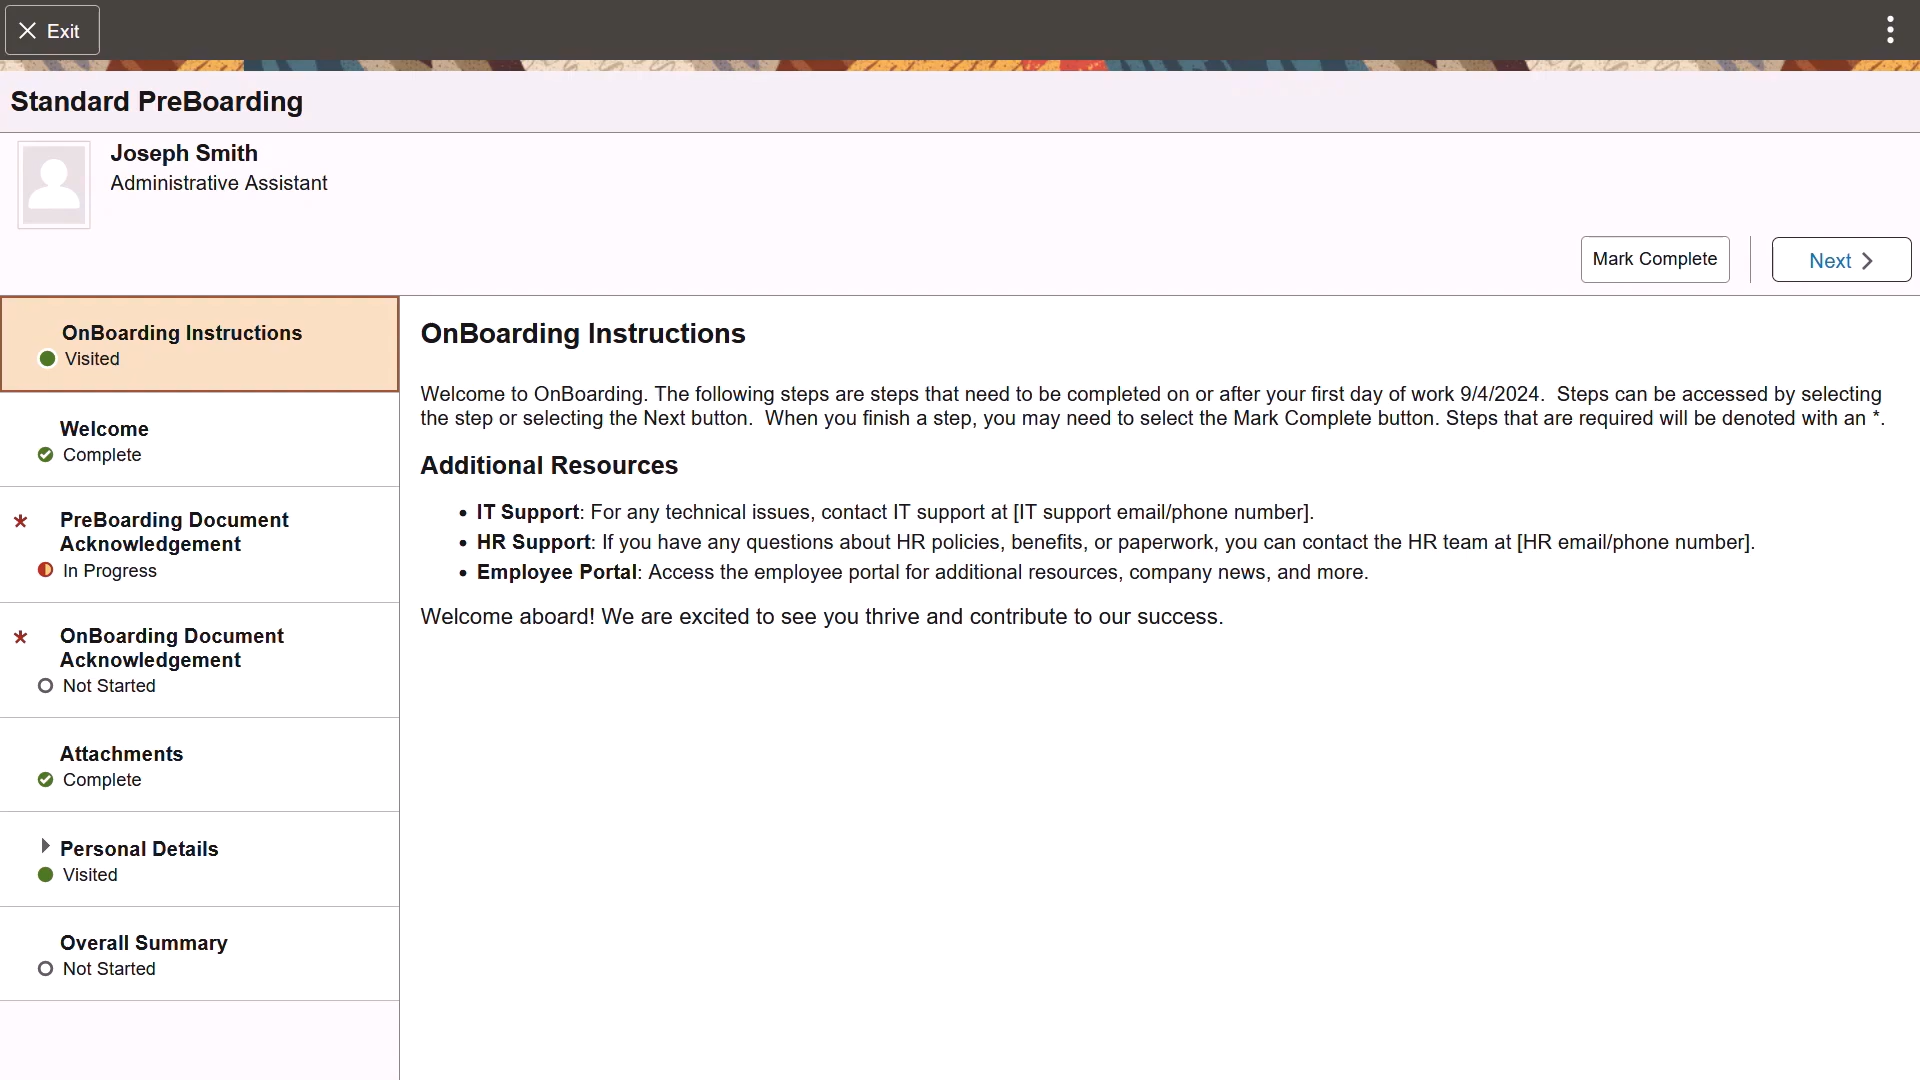 Exit
Standard PreBoarding
Joseph Smith
Administrative Assistant
Mark Complete
Next
OnBoarding Instructions
Visited
Welcome
Complete
* PreBoarding Document
Acknowledgement
In Progress
* OnBoarding Document
Acknowledgement
Not Started
Attachments
Complete
Personal Details
Visited
Overall Summary
Not Started
OnBoarding Instructions
Welcome to OnBoarding. The following steps are steps that need to be completed on or after your first day of work 9/4/2024.  Steps can be accessed by selecting
the step or selecting the Next button.  When you finish a step, you may need to select the Mark Complete button. Steps that are required will be denoted with an *.
Additional Resources
• IT Support: For any technical issues, contact IT support at [IT support email/phone number].
• HR Support: If you have any questions about HR policies, benefits, or paperwork, you can contact the HR team at [HR email/phone number].
• Employee Portal: Access the employee portal for additional resources, company news, and more.
Welcome aboard! We are excited to see you thrive and contribute to our success.